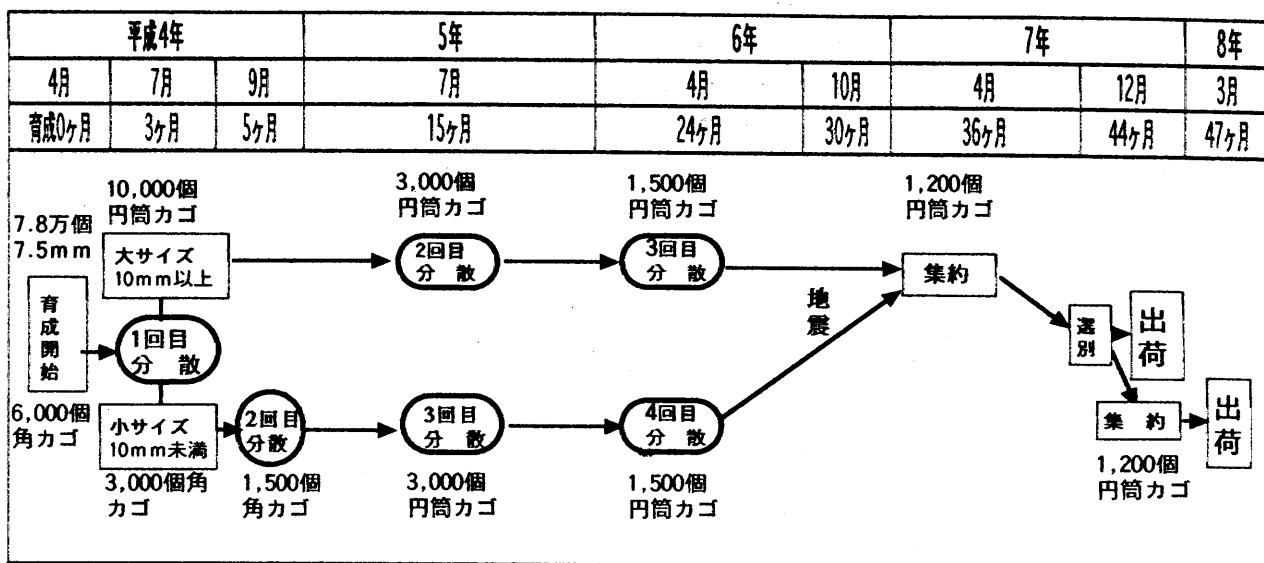 平成4年 5年 6年 7年 8年
4月 7月 9月 7月 4月 10月 4月 12月 3月
育成0ヶ月 3ヶ月 5ヶ月 15ヶ月 24ヶ月 30ヶ月 36ヶ月 44ヶ月 47ヶ月
7.8万個
7.5mm
育成開始
6,000個
角カゴ
10,000個
円筒カゴ
大サイズ
10mm以上
1回目
分 散
小サイズ
10mm未満
3,000個角
カゴ
2回目
分散
1,500個
角カゴ
3,000個
円筒カゴ
2回目
分 散
3回目
分 散
3,000個
円筒カゴ
1,500個
円筒カゴ
3回目
分 散
4回目
分 散
1,500個
円筒カゴ
地震
1,200個
円筒カゴ
集約
選別
出荷
集 約
1,200個
円筒カゴ
出荷